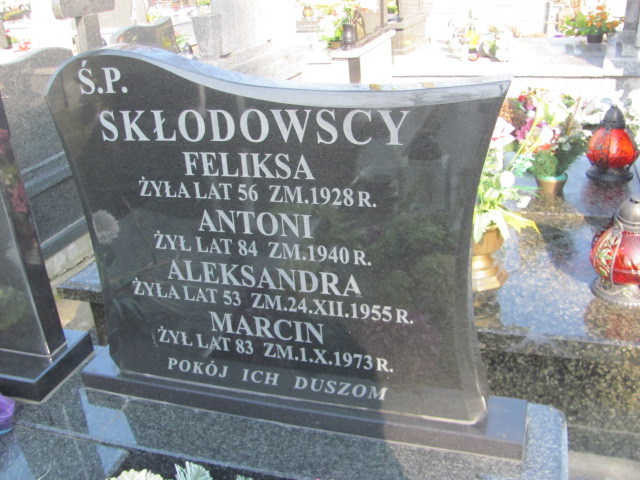 Ś.P.
SKŁODOWSCY
FELIKSA
ŻYŁA LAT 56 ZM.1928 R.
ANTONI
ŻYŁ LAT 84 ZM.1940 R.
ALEKSANDRA
ŻYŁA LAT 53 ZM.24.XII.1955 R.
MARCIN
ŻYŁ LAT 83 ZM.1.X.1973 R.
POKÓJ ICH DUSZOM